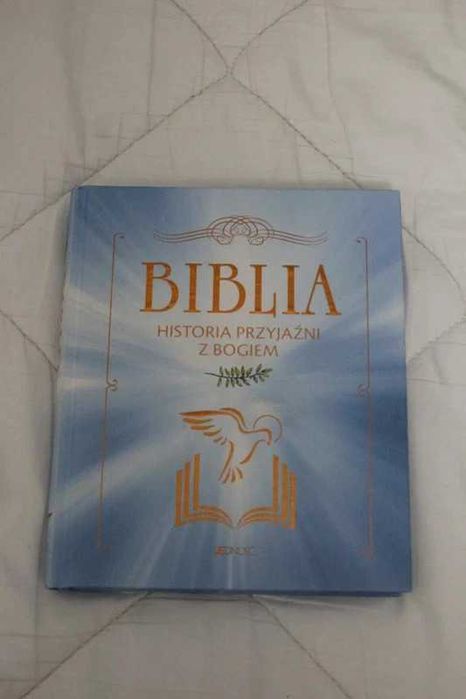 BIBLIA
HISTORIA PRZYJAŹNI
Z BOGIEM
JEDNOŚĆ